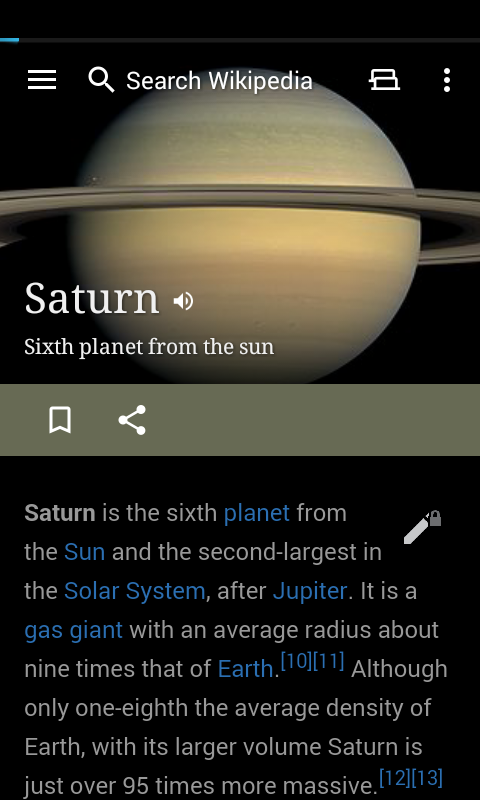 Search Wikipedia
Saturn
Sixth planet from the sun
Saturn is the sixth planet from
the Sun and the second-largest in
the Solar System, after Jupiter. It is a
gas giant with an average radius about
nine times that of Earth.[10][11] Although
only one-eighth the average density of
Earth, with its larger volume Saturn is
just over 95 times more massive.[12][13]